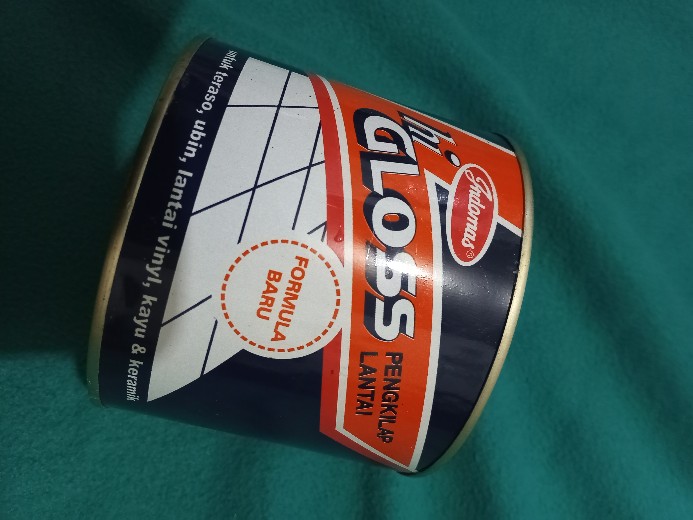 Indomas®
hi.
GLOSS
PENGKILAP
LANTAI
FORMULA
BARU
untuk teraso, ubin, lantai vinyl, kayu & keramik